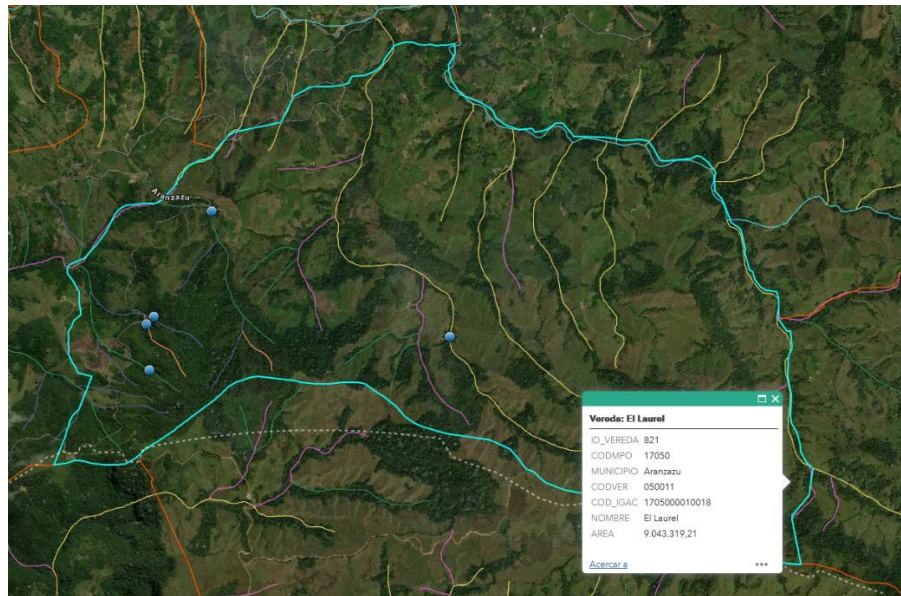 Aranzazu
Vereda: El Laurel
ID_VEREDA 821
CODMPO 17050
MUNICIPIO Aranzazu
CODVER 050011
COD_IGAC 1705000010018
NOMBRE El Laurel
AREA 9.043.319,21
Acercar a